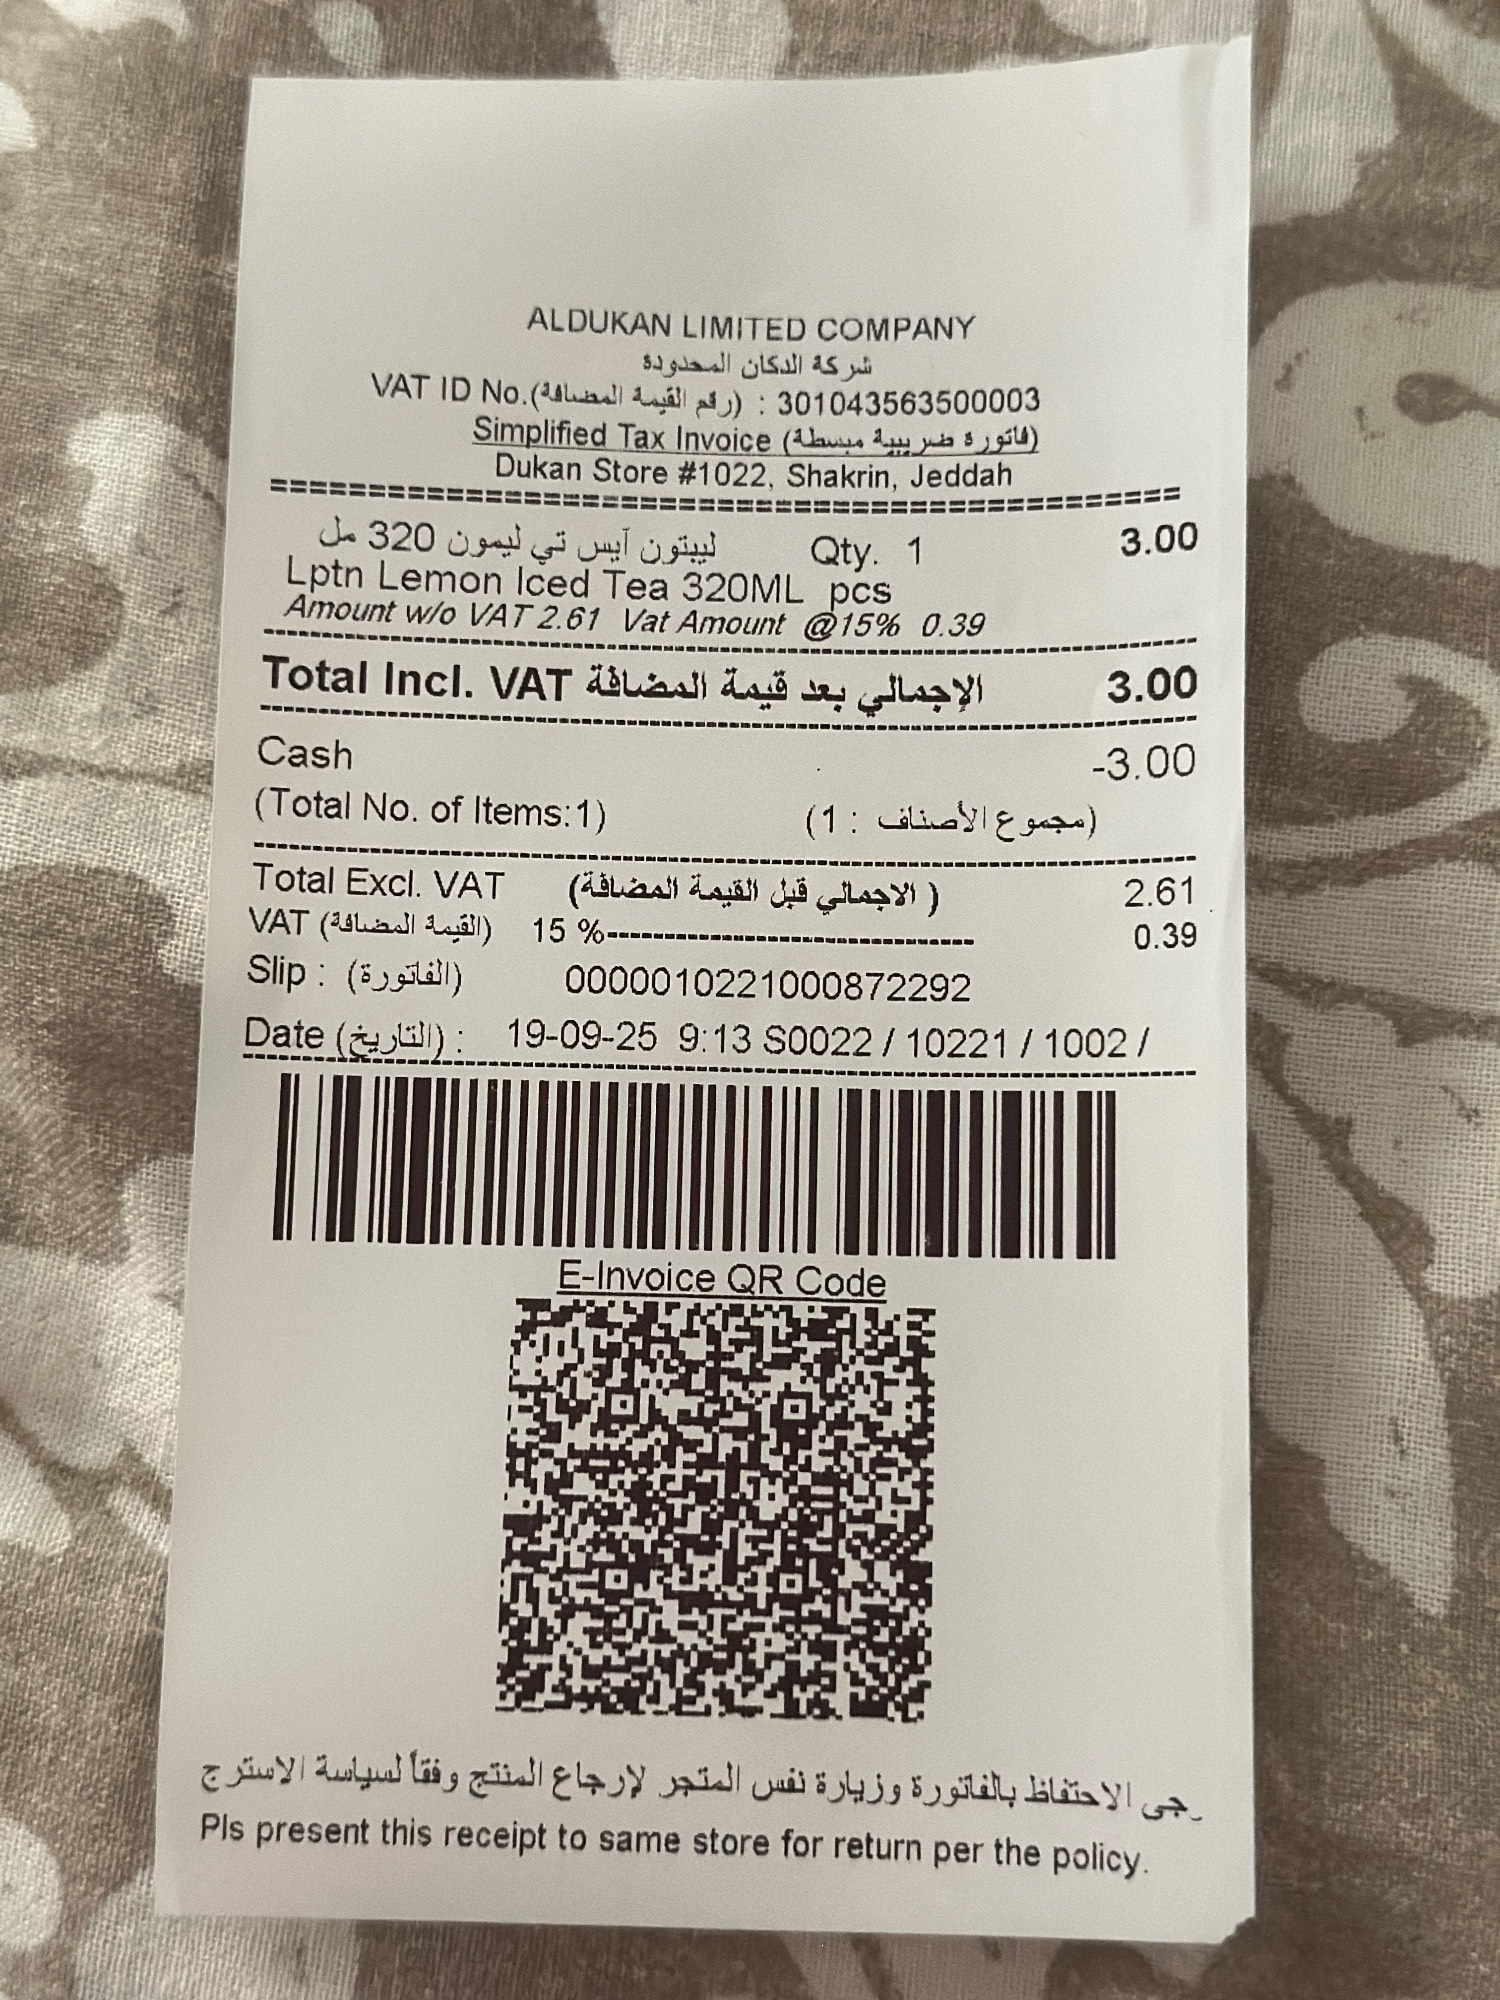 ALDUKAN LIMITED COMPANY
شركة الدكان المحدودة
VAT ID No.(رقم القيمة المضافة) : 301043563500003
Simplified Tax Invoice (فاتورة ضريبية مبسطة)
Dukan Store #1022, Shakrin, Jeddah
==================================================
ليبتون آيس تي ليمون 320 مل Qty. 1 3.00
Lptn Lemon Iced Tea 320ML pcs
Amount w/o VAT 2.61 Vat Amount @15% 0.39
Total Incl. VAT الإجمالي بعد قيمة المضافة 3.00
Cash -3.00
(Total No. of Items:1) (مجموع الأصناف : 1)
Total Excl. VAT (الاجمالي قبل القيمة المضافة ) 2.61
VAT (القيمة المضافة) 15 %-------------------------------- 0.39
Slip : (الفاتورة) 0000010221000872292
Date (التاريخ) : 19-09-25 9:13 S0022 / 10221 / 1002 /
E-Invoice QR Code
رجى الاحتفاظ بالفاتورة وزيارة نفس المتجر لإرجاع المنتج وفقاً لسياسة الاسترج
Pls present this receipt to same store for return per the policy.